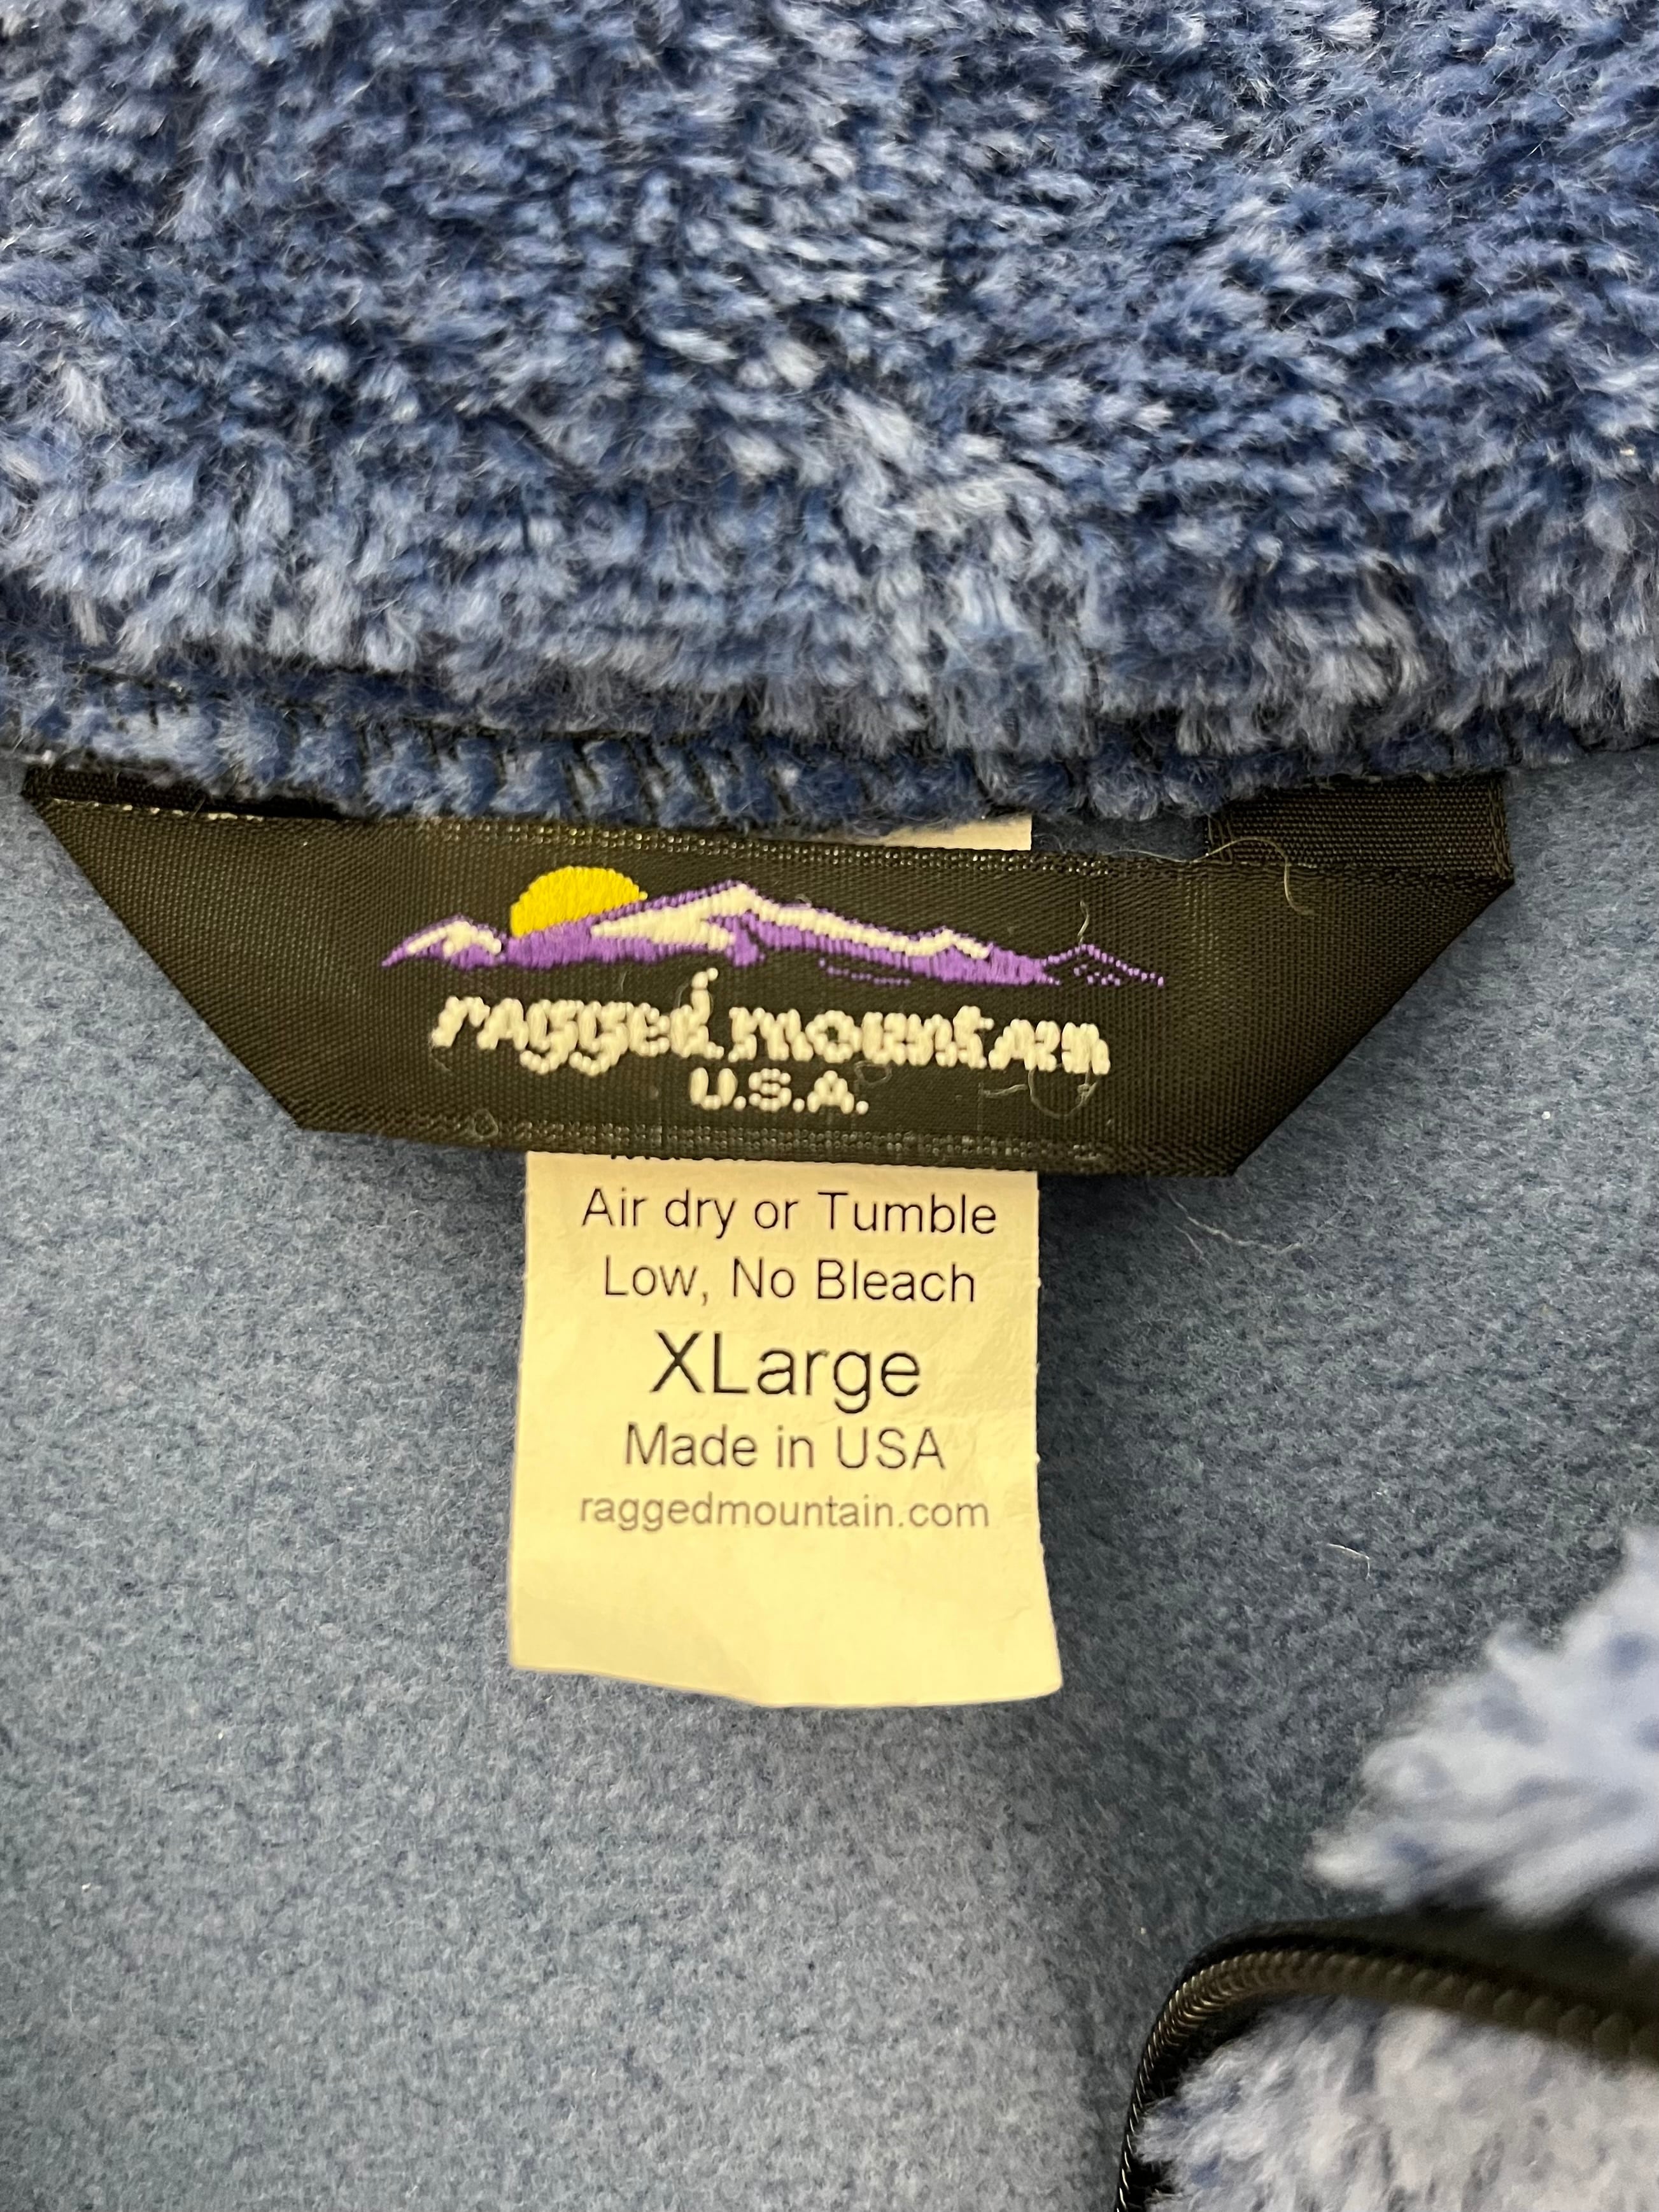 ragged mountain
U.S.A.
Air dry or Tumble
Low, No Bleach
XLarge
Made in USA
raggedmountain.com